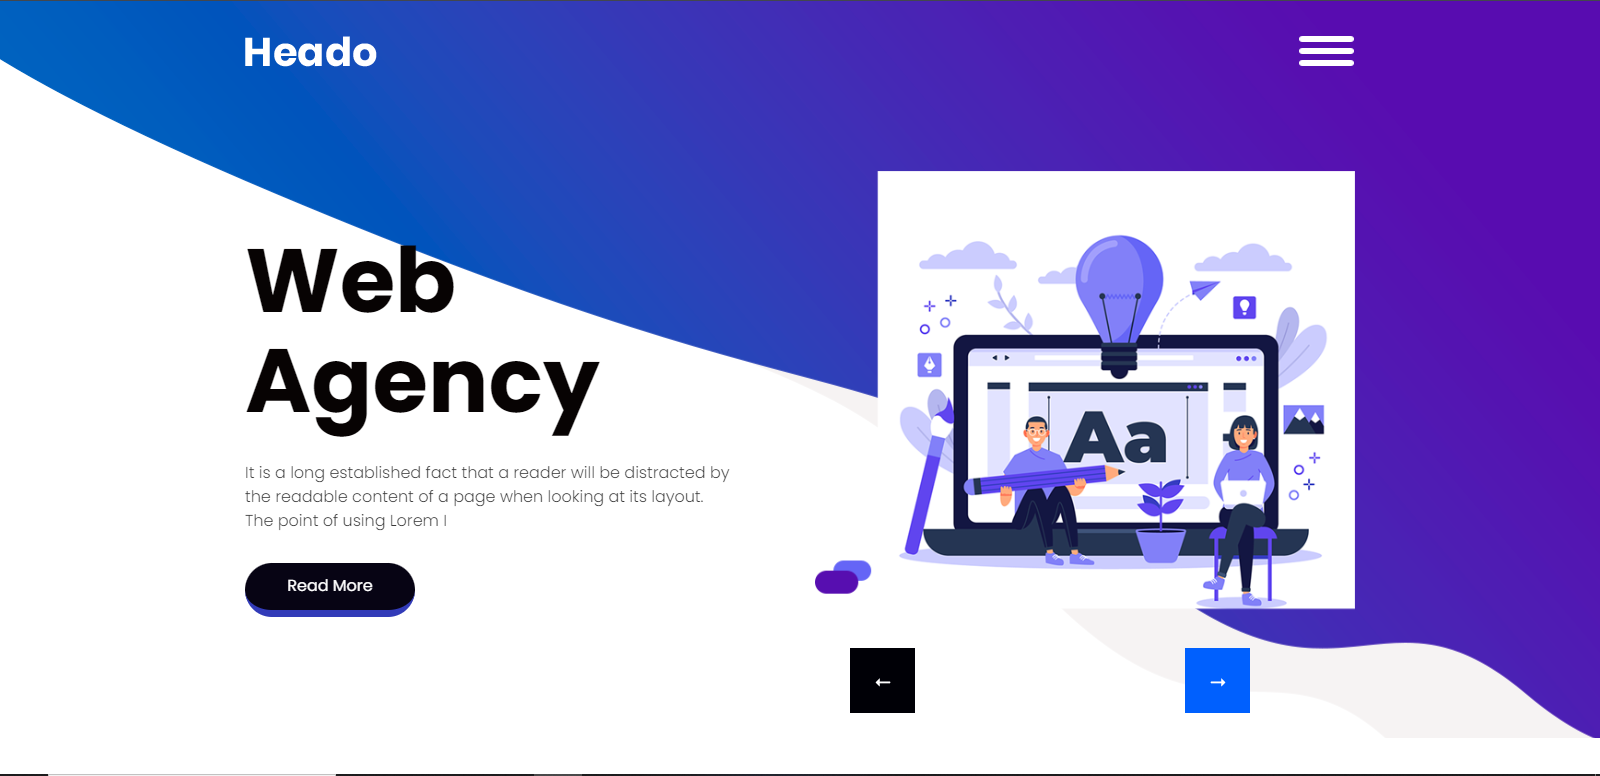 Heado
Web
Agency
Aa
It is a long established fact that a reader will be distracted by
the readable content of a page when looking at its layout.
The point of using Lorem I
Read More